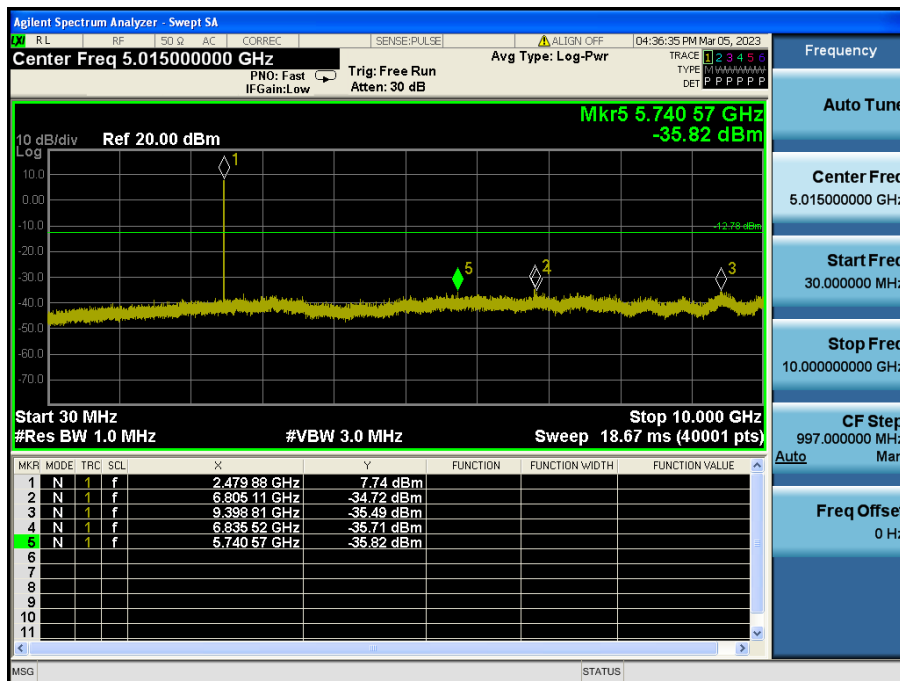 Agilent Spectrum Analyzer - Swept SA
LXI RL RF 50 Ω AC CORREC SENSE:PULSE ALIGN OFF 04:36:35 PM Mar 05, 2023
Center Freq 5.015000000 GHz
PNO: Fast
IFGain:Low
Trig: Free Run
Atten: 30 dB
Avg Type: Log-Pwr
TRACE 1 2 3 4 5 6
TYPE M WWWWW
DET P P P P P P
Mkr5 5.740 57 GHz
-35.82 dBm
10 dB/div Ref 20.00 dBm
Log
10.0
0.00
-10.0
-20.0
-30.0
-40.0
-50.0
-60.0
-70.0
1
-12.78 dBm
5
2
4
3
Start 30 MHz Stop 10.000 GHz
#Res BW 1.0 MHz #VBW 3.0 MHz Sweep 18.67 ms (40001 pts)
MKR MODE TRC SCL X Y FUNCTION FUNCTION WIDTH FUNCTION VALUE
1 N 1 f 2.479 88 GHz 7.74 dBm
2 N 1 f 6.805 11 GHz -34.72 dBm
3 N 1 f 9.398 81 GHz -35.49 dBm
4 N 1 f 6.835 52 GHz -35.71 dBm
5 N 1 f 5.740 57 GHz -35.82 dBm
6
7
8
9
10
11
MSG STATUS
Frequency
Auto Tune
Center Freq
5.015000000 GHz
Start Freq
30.000000 MHz
Stop Freq
10.000000000 GHz
CF Step
997.000000 MHz
Auto Man
Freq Offset
0 Hz